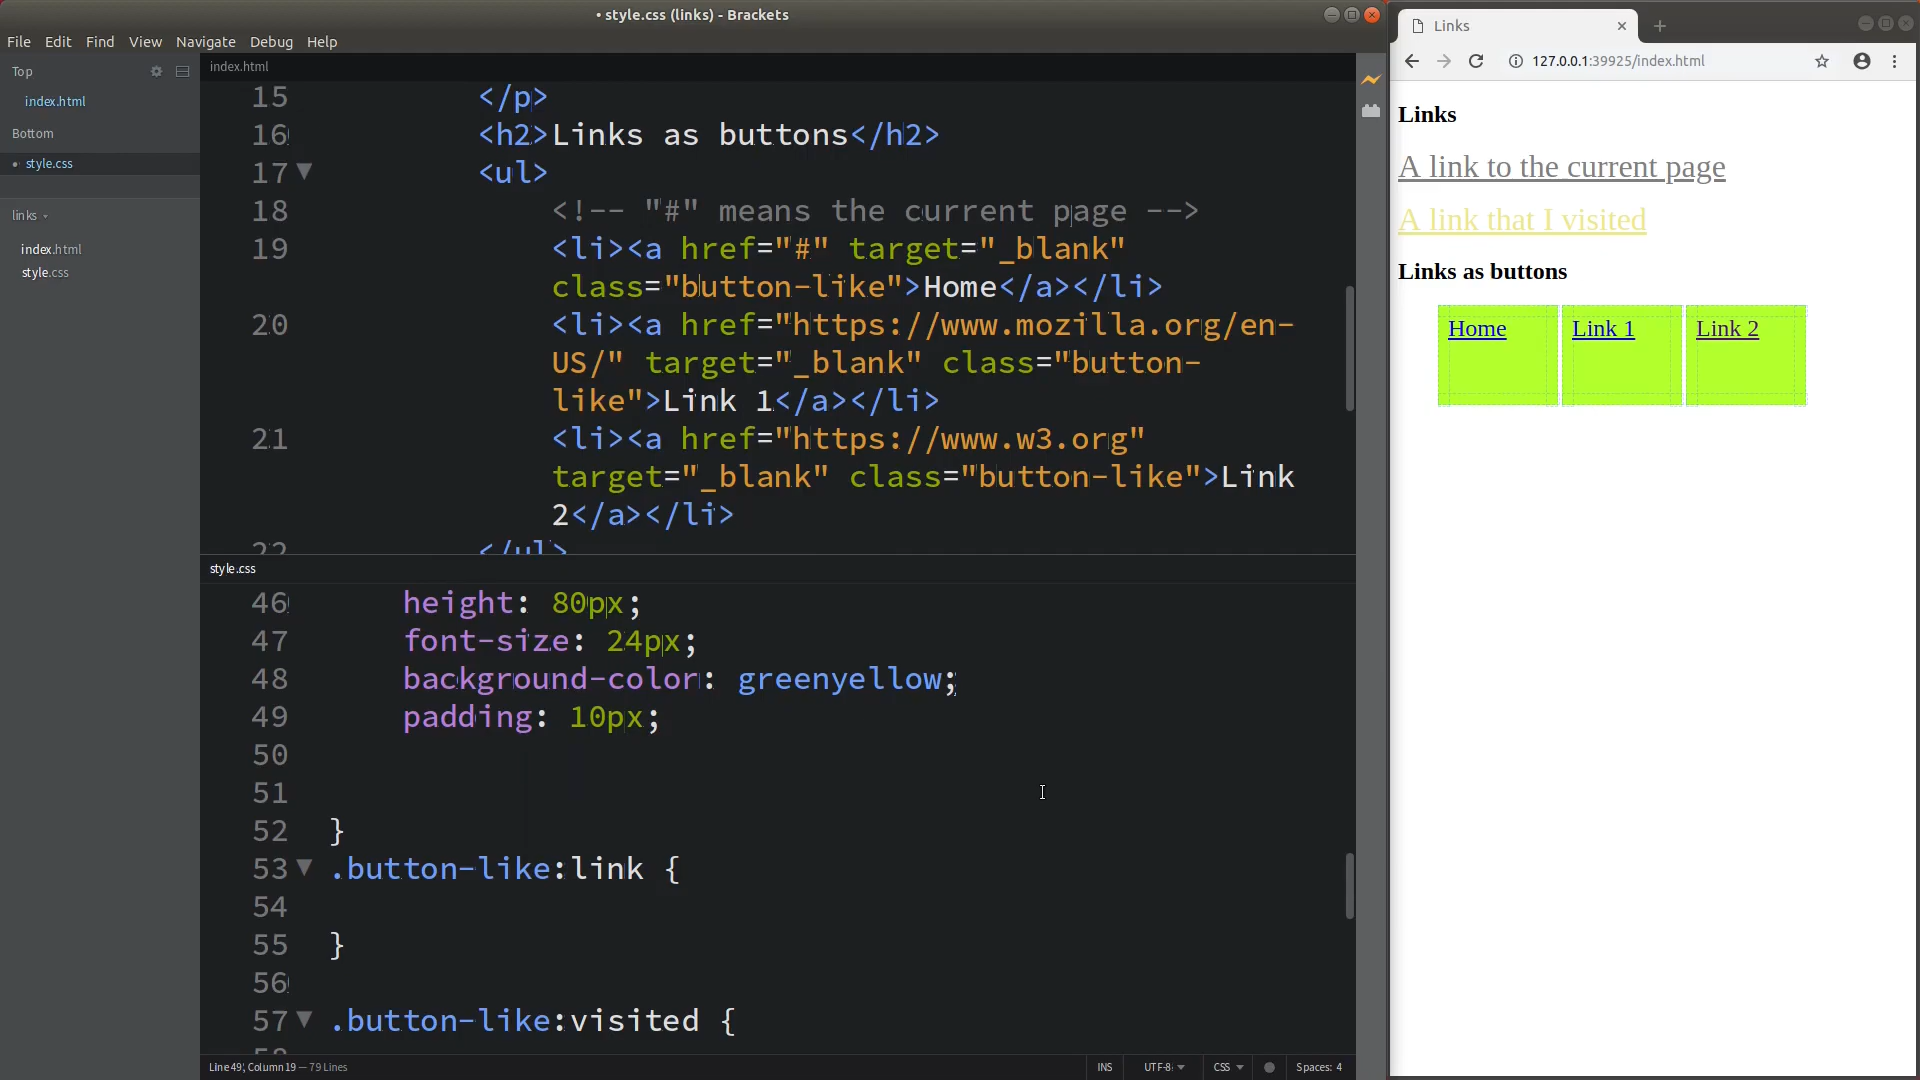 • style.css (links) - Brackets
File Edit Find View Navigate Debug Help
Top
index.html
Bottom
• style.css
links
index.html
style.css
index.html
15 </p>
16 <h2>Links as buttons</h2>
17 <ul>
18 <!-- "#" means the current page -->
19 <li><a href="#" target="_blank"
class="button-like">Home</a></li>
20 <li><a href="https://www.mozilla.org/en-
US/" target="_blank" class="button-
like">Link 1</a></li>
21 <li><a href="https://www.w3.org"
target="_blank" class="button-like">Link
2</a></li>
22 </ul>
style.css
46 height: 80px;
47 font-size: 24px;
48 background-color: greenyellow;
49 padding: 10px;
50
51
52 }
53 .button-like:link {
54
55 }
56
57 .button-like:visited {
58
Line 49, Column 19 — 79 Lines
INS UTF-8 CSS Spaces: 4
Links
127.0.0.1:39925/index.html
Links
A link to the current page
A link that I visited
Links as buttons
Home Link 1 Link 2